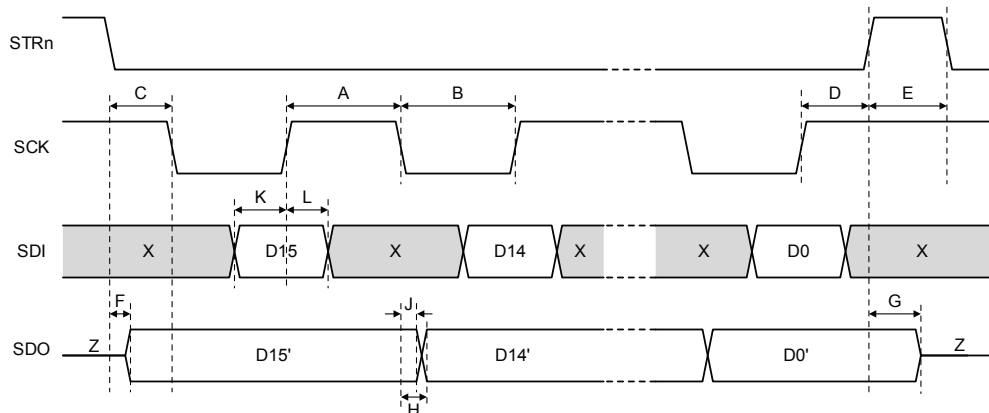 STRn
C A B D E
SCK
K L
SDI X D15 X D14 X X D0 X
F J G
SDO Z D15' D14' D0' Z
H